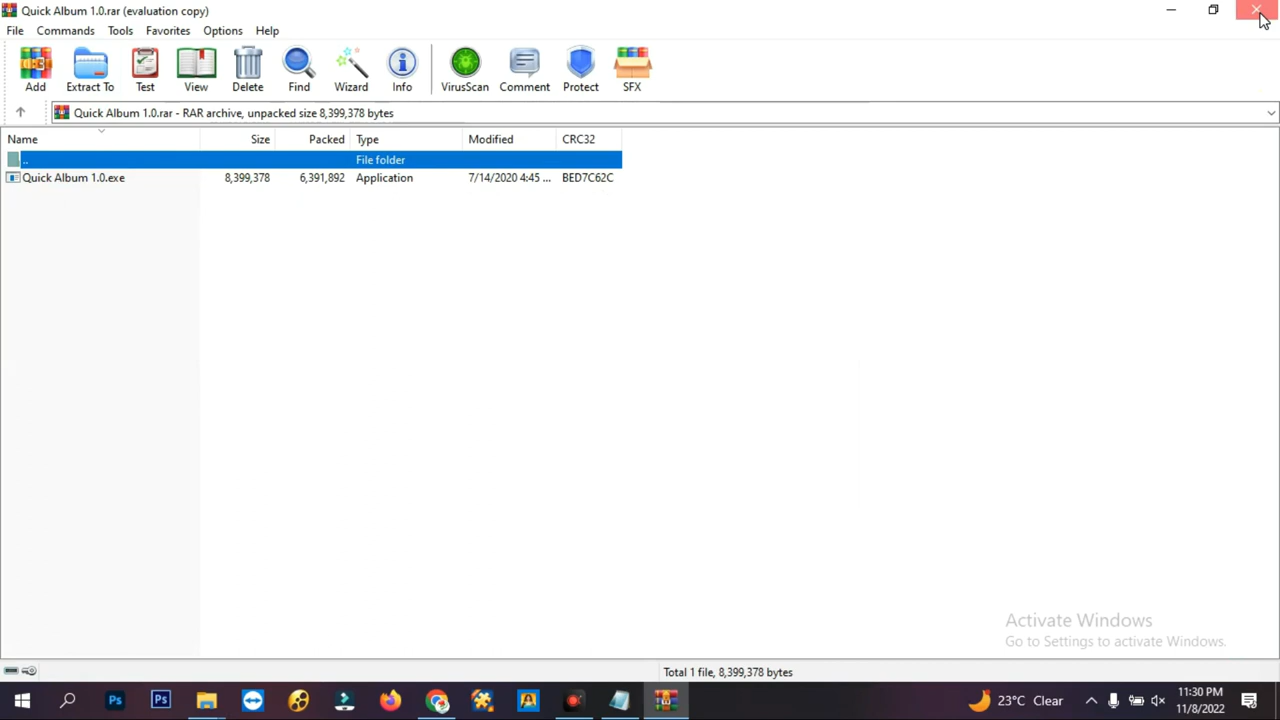 Quick Album 1.0.rar (evaluation copy)
File Commands Tools Favorites Options Help
Add Extract To Test View Delete Find Wizard Info VirusScan Comment Protect SFX
Quick Album 1.0.rar - RAR archive, unpacked size 8,399,378 bytes
Name Size Packed Type Modified CRC32
.. File folder
Quick Album 1.0.exe 8,399,378 6,391,892 Application 7/14/2020 4:45 ... BED7C62C
Activate Windows
Go to Settings to activate Windows.
Total 1 file, 8,399,378 bytes
Ps Ps 23°C Clear 11:30 PM
11/8/2022